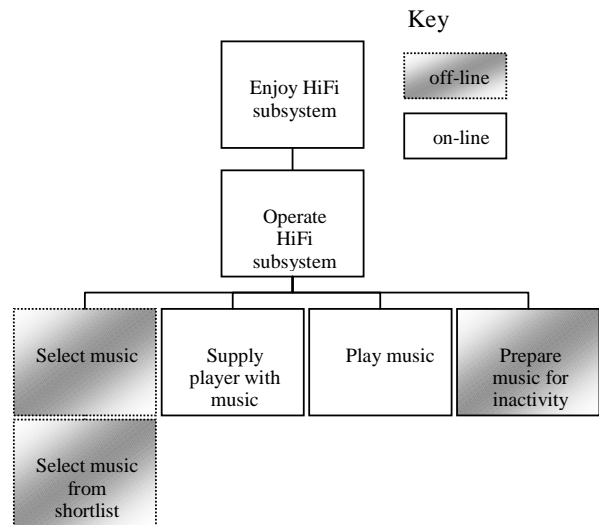 Key
off-line
on-line
Enjoy HiFi
subsystem
Operate
HiFi
subsystem
Select music
Supply
player with
music
Play music
Prepare
music for
inactivity
Select music
from
shortlist